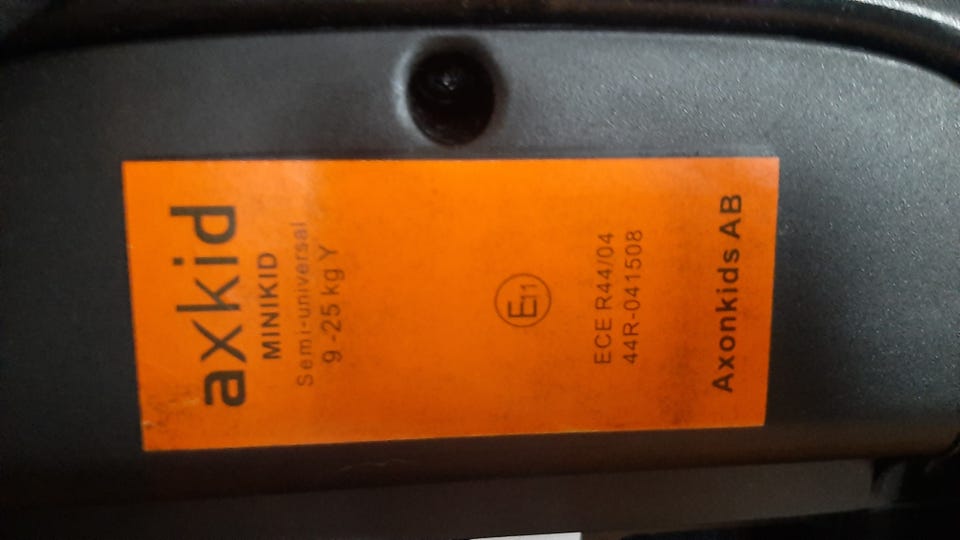 axkid
MINIKID
Semi-universal
9-25 kg Y
E11
ECE R44/04
44R-041508
Axonkids AB